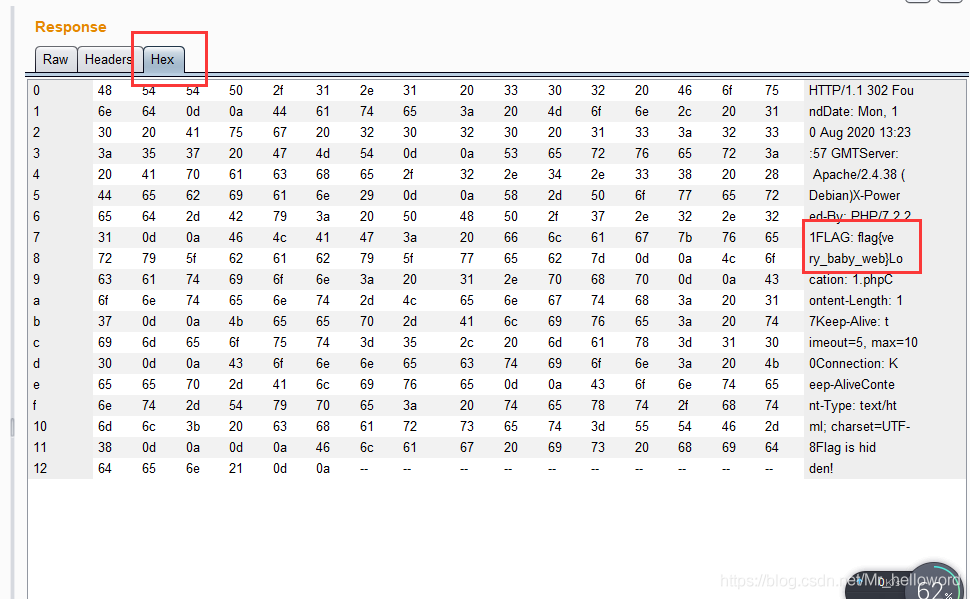 Response
Raw Headers Hex
0 48 54 54 50 2f 31 2e 31 20 33 30 32 20 46 6f 75 HTTP/1.1 302 Fou
1 6e 64 0d 0a 44 61 74 65 3a 20 4d 6f 6e 2c 20 31 ndDate: Mon, 1
2 30 20 41 75 67 20 32 30 32 30 20 31 33 3a 32 33 0 Aug 2020 13:23
3 3a 35 37 20 47 4d 54 0d 0a 53 65 72 76 65 72 3a :57 GMTServer:
4 20 41 70 61 63 68 65 2f 32 2e 34 2e 33 38 20 28 Apache/2.4.38 (
5 44 65 62 69 61 6e 29 0d 0a 58 2d 50 6f 77 65 72 Debian)X-Power
6 65 64 2d 42 79 3a 20 50 48 50 2f 37 2e 32 2e 32 ed-By: PHP/7.2.2
7 31 0d 0a 46 4c 41 47 3a 20 66 6c 61 67 7b 76 65 1FLAG: flag{ve
8 72 79 5f 62 61 62 79 5f 77 65 62 7d 0d 0a 4c 6f ry_baby_web}Lo
9 63 61 74 69 6f 6e 3a 20 31 2e 70 68 70 0d 0a 43 cation: 1.phpC
a 6f 6e 74 65 6e 74 2d 4c 65 6e 67 74 68 3a 20 31 ontent-Length: 1
b 37 0d 0a 4b 65 65 70 2d 41 6c 69 76 65 3a 20 74 7Keep-Alive: t
c 69 6d 65 6f 75 74 3d 35 2c 20 6d 61 78 3d 31 30 imeout=5, max=10
d 30 0d 0a 43 6f 6e 6e 65 63 74 69 6f 6e 3a 20 4b 0Connection: K
e 65 65 70 2d 41 6c 69 76 65 0d 0a 43 6f 6e 74 65 eep-AliveConte
f 6e 74 2d 54 79 70 65 3a 20 74 65 78 74 2f 68 74 nt-Type: text/ht
10 6d 6c 3b 20 63 68 61 72 73 65 74 3d 55 54 46 2d ml; charset=UTF-
11 38 0d 0a 0d 0a 46 6c 61 67 20 69 73 20 68 69 64 8Flag is hid
12 64 65 6e 21 0d 0a -- -- -- -- -- -- -- -- -- -- den!
https://blog.csdn.net/Mr_helloword
62%